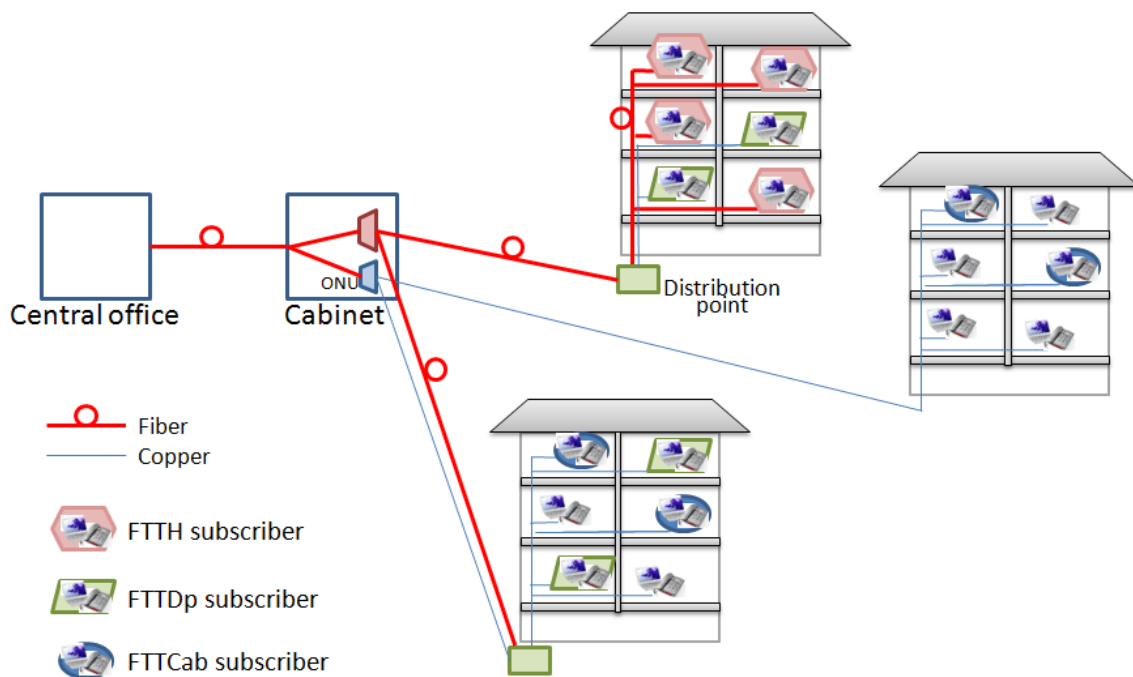 Central office
ONU
Cabinet
Distribution
point
Fiber
Copper
FTTH subscriber
FTTDp subscriber
FTTCab subscriber